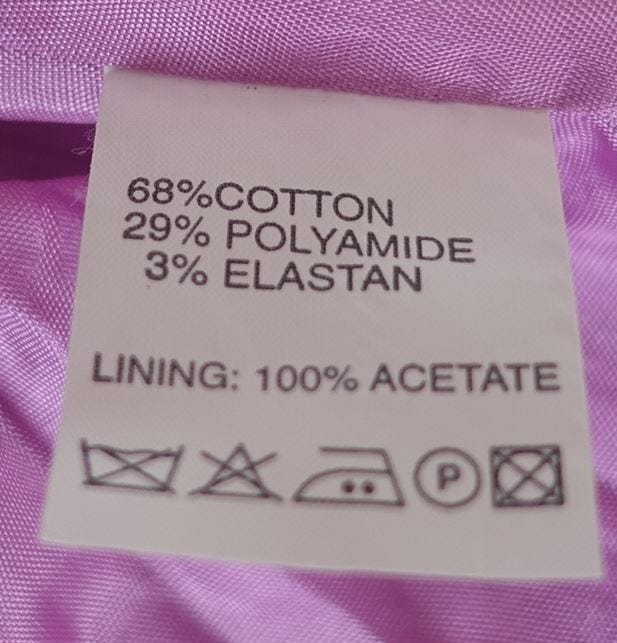 68%COTTON
29% POLYAMIDE
3% ELASTAN
LINING: 100% ACETATE
P